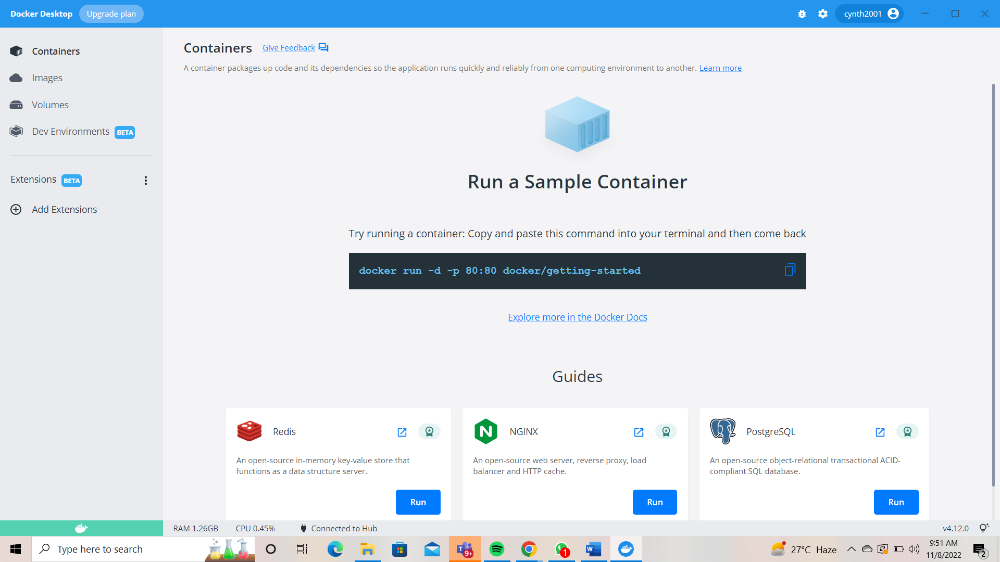 Docker Desktop Upgrade plan cynth2001
Containers
Images
Volumes
Dev Environments BETA
Extensions BETA
Add Extensions
Containers Give Feedback
A container packages up code and its dependencies so the application runs quickly and reliably from one computing environment to another. Learn more
Run a Sample Container
Try running a container: Copy and paste this command into your terminal and then come back
docker run -d -p 80:80 docker/getting-started
Explore more in the Docker Docs
Guides
Redis
An open-source in-memory key-value store that
functions as a data structure server.
Run
NGINX
An open-source web server, reverse proxy, load
balancer and HTTP cache.
Run
PostgreSQL
An open-source object-relational transactional ACID-
compliant SQL database.
Run
RAM 1.26GB CPU 0.45% Connected to Hub v4.12.0
Type here to search
9+
1
27°C Haze
9:51 AM
11/8/2022
2